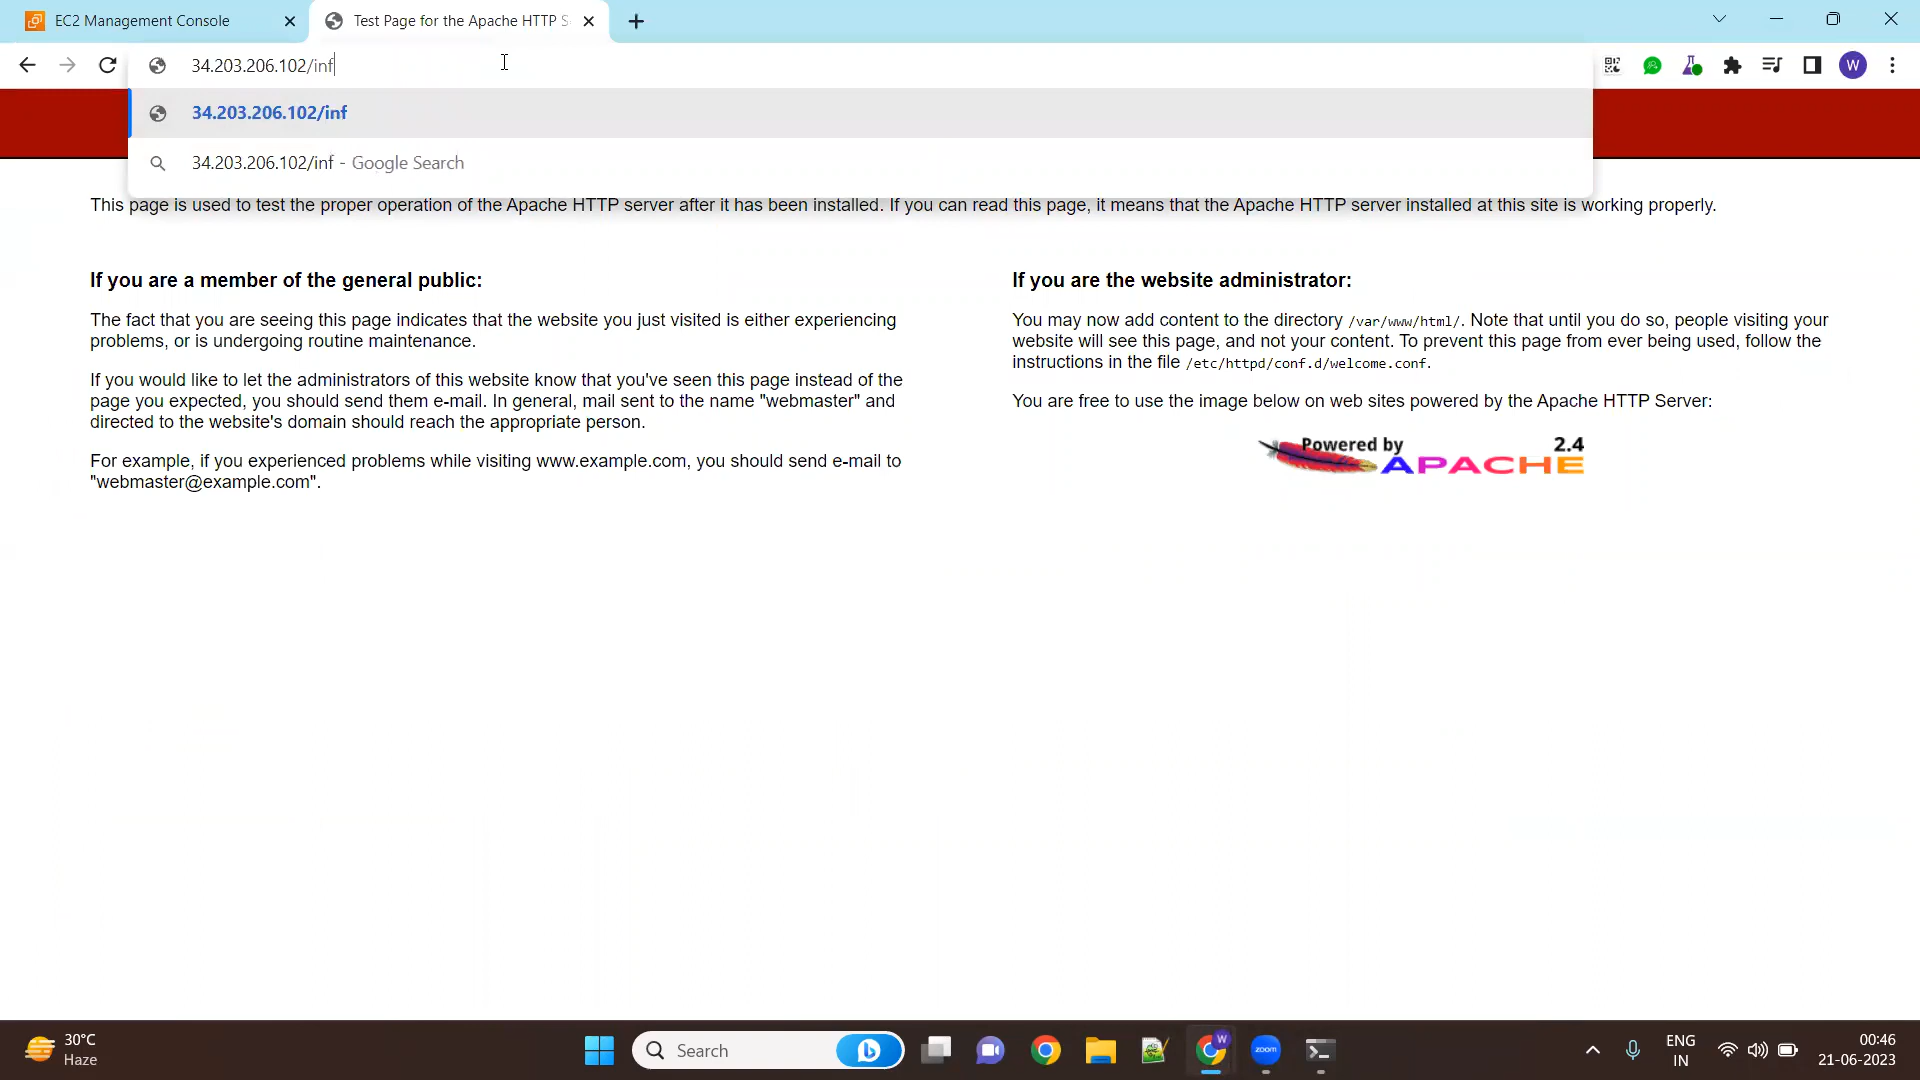 EC2 Management Console
Test Page for the Apache HTTP S
34.203.206.102/inf
W
34.203.206.102/inf
34.203.206.102/inf - Google Search
This page is used to test the proper operation of the Apache HTTP server after it has been installed. If you can read this page, it means that the Apache HTTP server installed at this site is working properly.
If you are a member of the general public:
The fact that you are seeing this page indicates that the website you just visited is either experiencing
problems, or is undergoing routine maintenance.
If you would like to let the administrators of this website know that you've seen this page instead of the
page you expected, you should send them e-mail. In general, mail sent to the name "webmaster" and
directed to the website's domain should reach the appropriate person.
For example, if you experienced problems while visiting www.example.com, you should send e-mail to
"webmaster@example.com".
If you are the website administrator:
You may now add content to the directory /var/www/html/. Note that until you do so, people visiting your
website will see this page, and not your content. To prevent this page from ever being used, follow the
instructions in the file /etc/httpd/conf.d/welcome.conf.
You are free to use the image below on web sites powered by the Apache HTTP Server:
Powered by 2.4
APACHE
30°C
Haze
Search
W
zoom
ENG
IN
00:46
21-06-2023